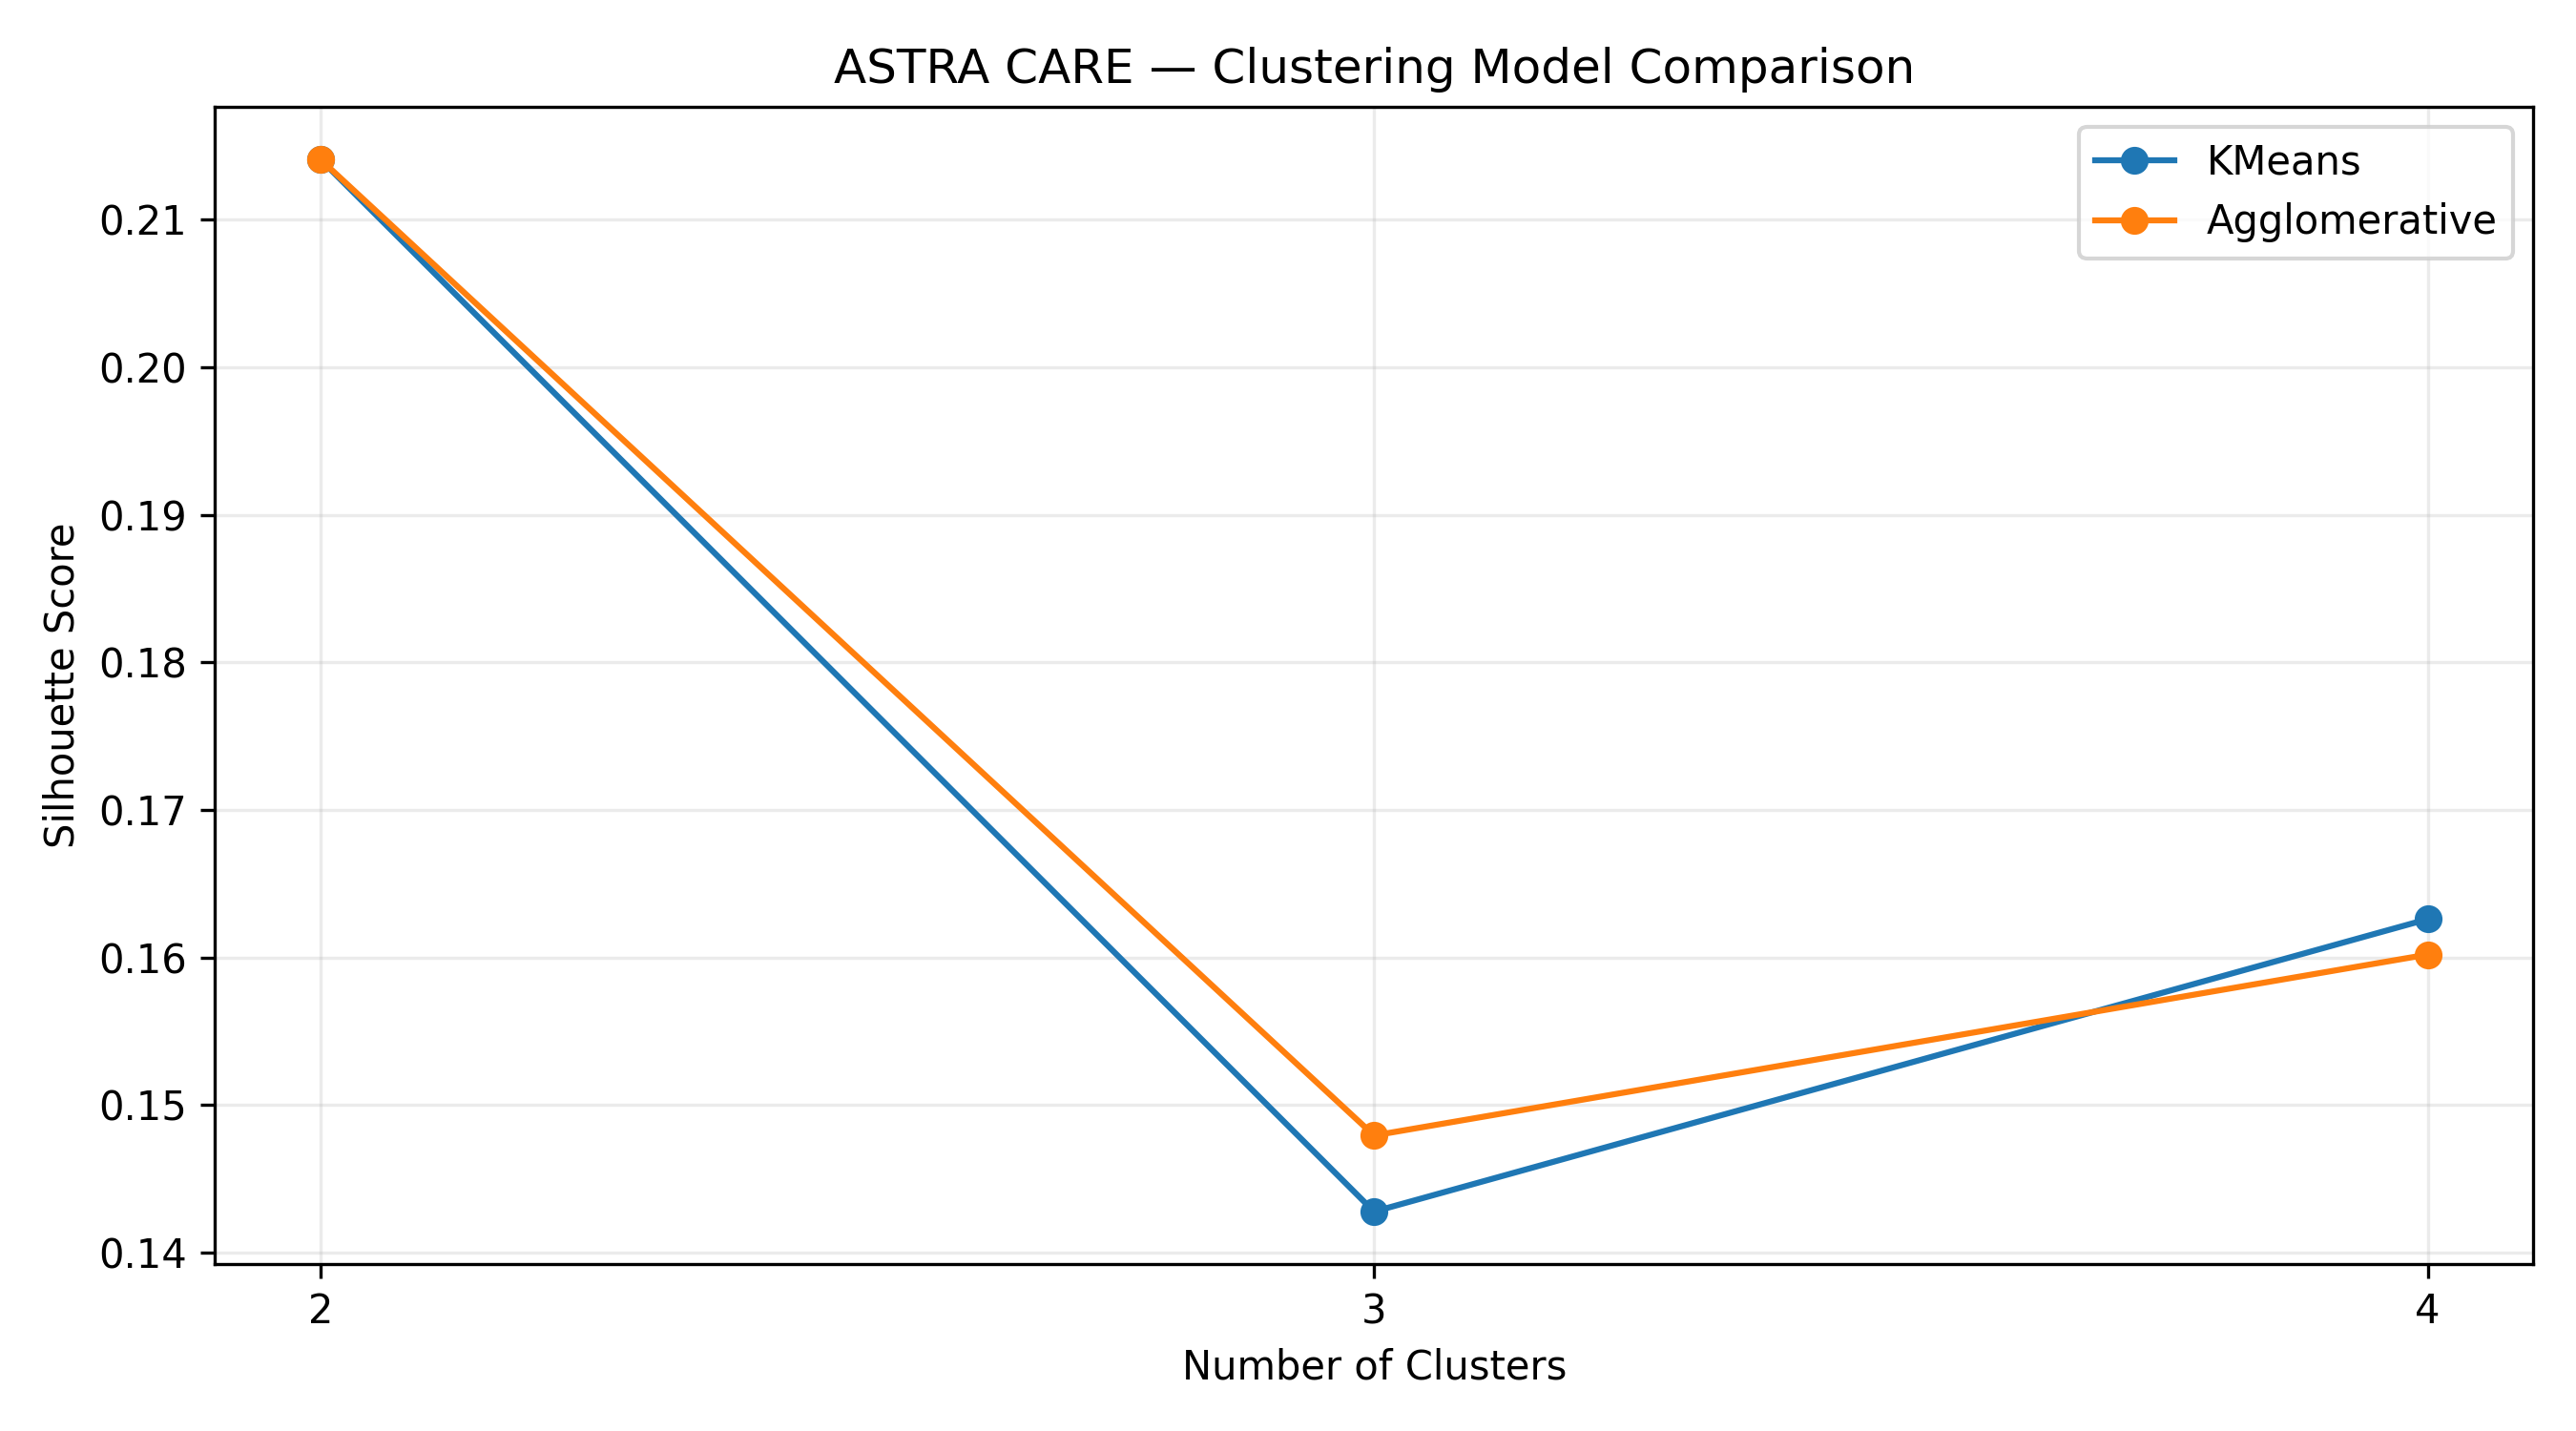 ASTRA CARE — Clustering Model Comparison
KMeans
Agglomerative
Silhouette Score
0.21
0.20
0.19
0.18
0.17
0.16
0.15
0.14
2 3 4
Number of Clusters